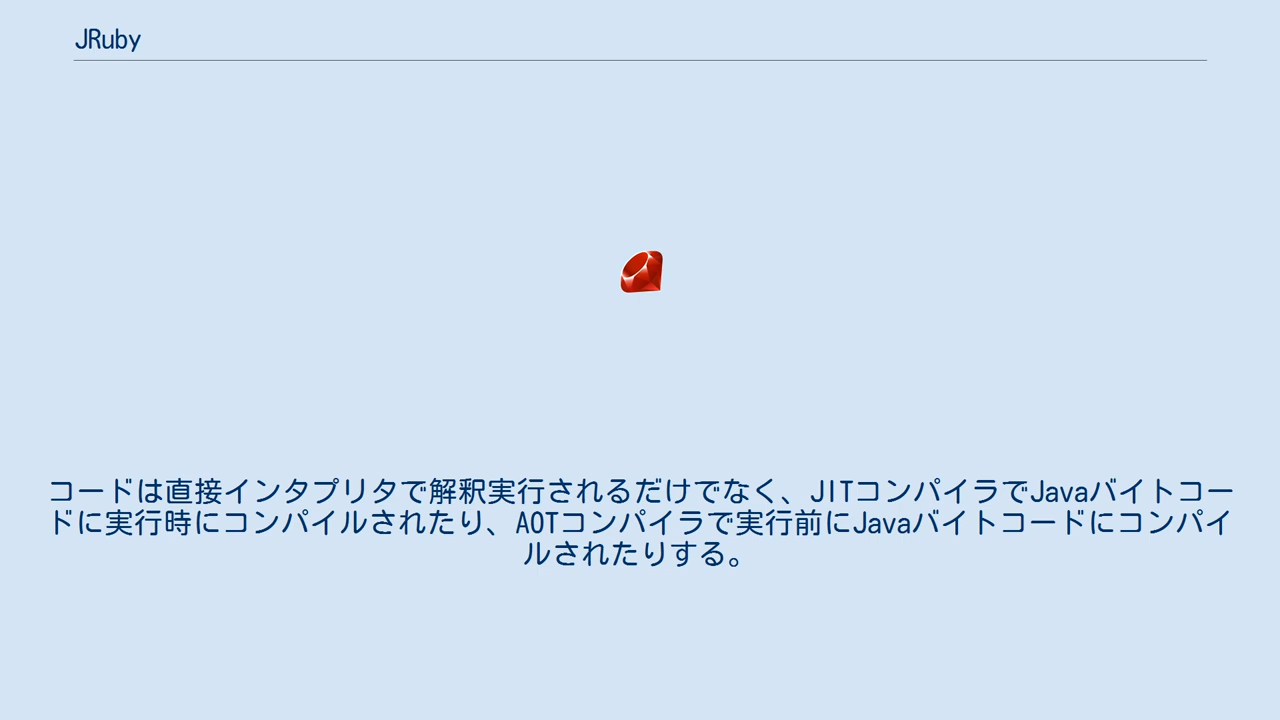 JRuby
コードは直接インタプリタで解釈実行されるだけでなく、JITコンパイラでJavaバイトコー
ドに実行時にコンパイルされたり、AOTコンパイラで実行前にJavaバイトコードにコンパイ
ルされたりする。